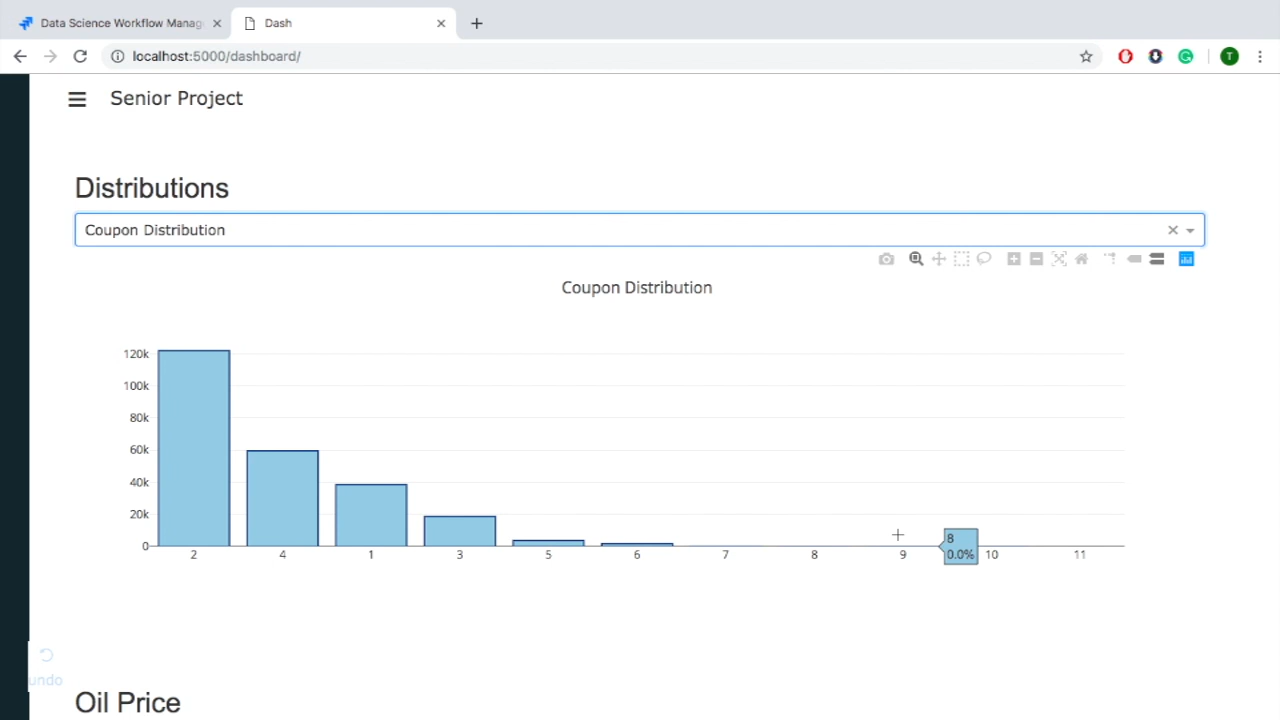 Data Science Workflow Manag
Dash
localhost:5000/dashboard/
T
Senior Project
Distributions
Coupon Distribution
Coupon Distribution
120k
100k
80k
60k
40k
20k
0
2 4 1 3 5 6 7 8 9 10 11
8
0.0%
undo
Oil Price